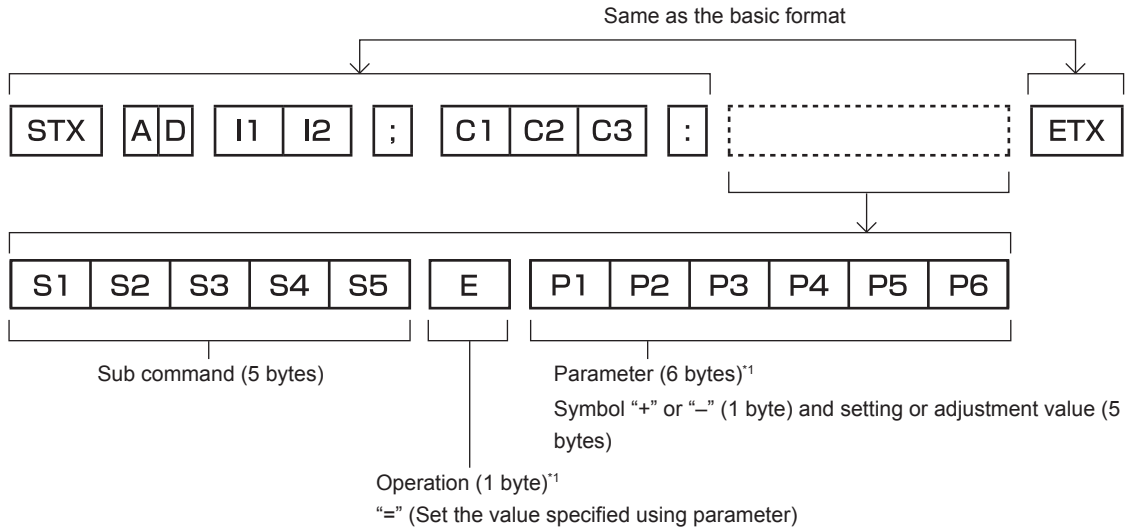 Same as the basic format
STX A D I1 I2 ; C1 C2 C3 : ETX
S1 S2 S3 S4 S5 E P1 P2 P3 P4 P5 P6
Sub command (5 bytes)
Parameter (6 bytes)*1
Symbol “+” or “–” (1 byte) and setting or adjustment value (5
bytes)
Operation (1 byte)*1
“=” (Set the value specified using parameter)